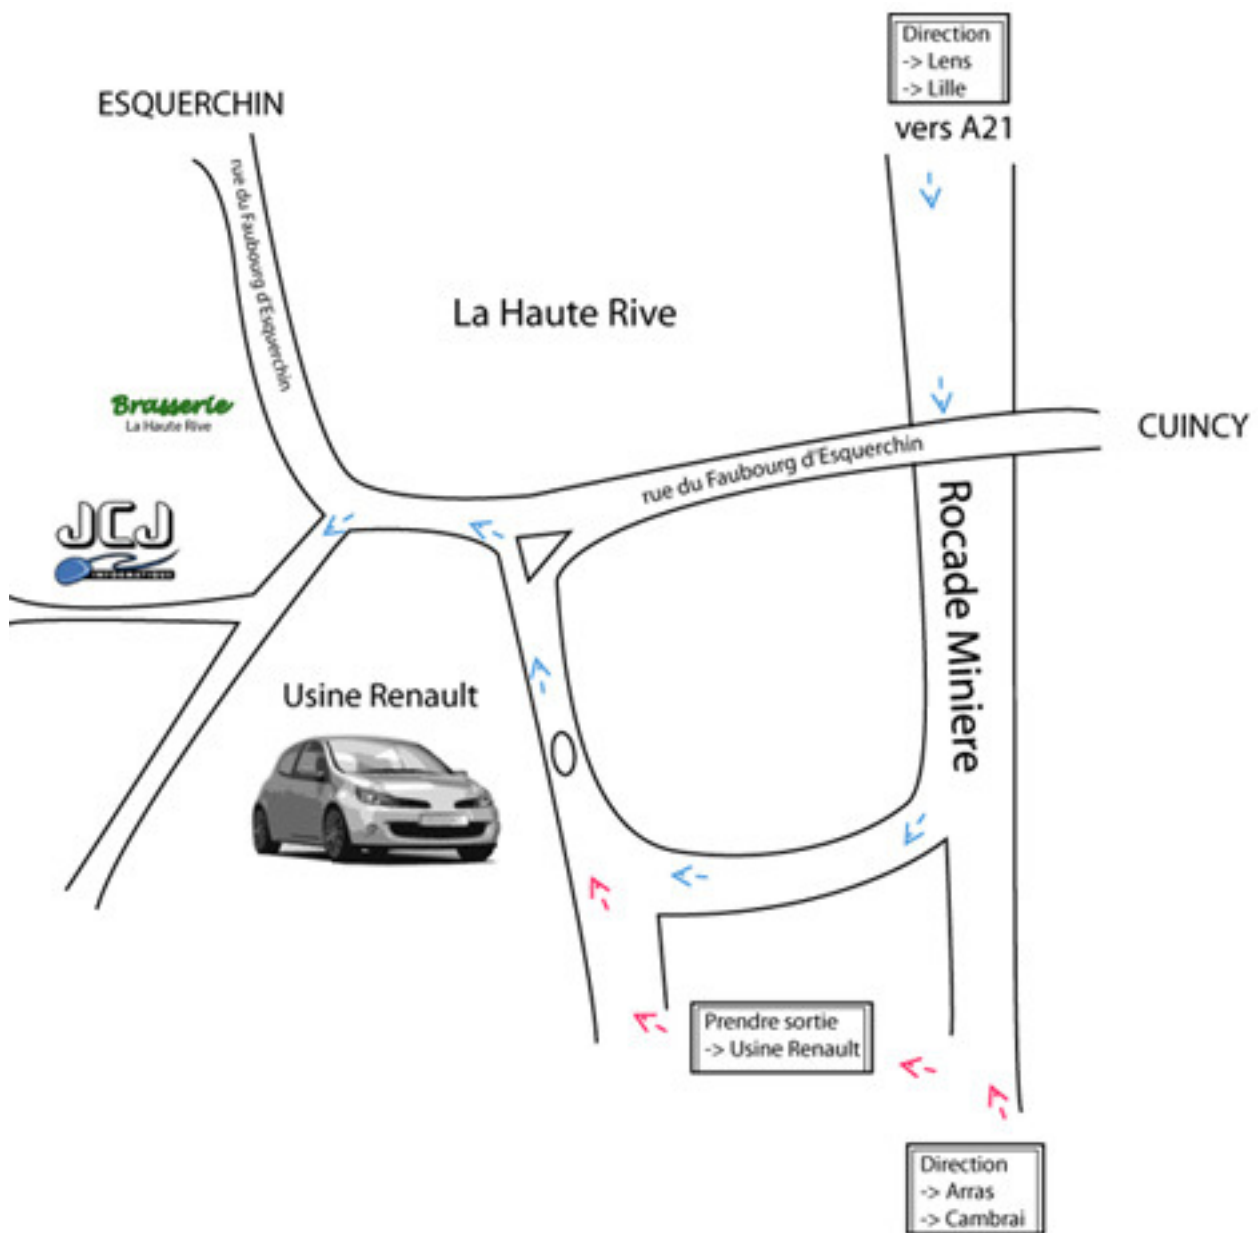 Direction
-> Lens
-> Lille
vers A21
ESQUERCHIN
rue du Faubourg d'Esquerchin
La Haute Rive
Brasserie
La Haute Rive
CUINCY
rue du Faubourg d'Esquerchin
JCJ
INFORMATIQUE
Rocade Miniere
Usine Renault
Prendre sortie
-> Usine Renault
Direction
-> Arras
-> Cambrai